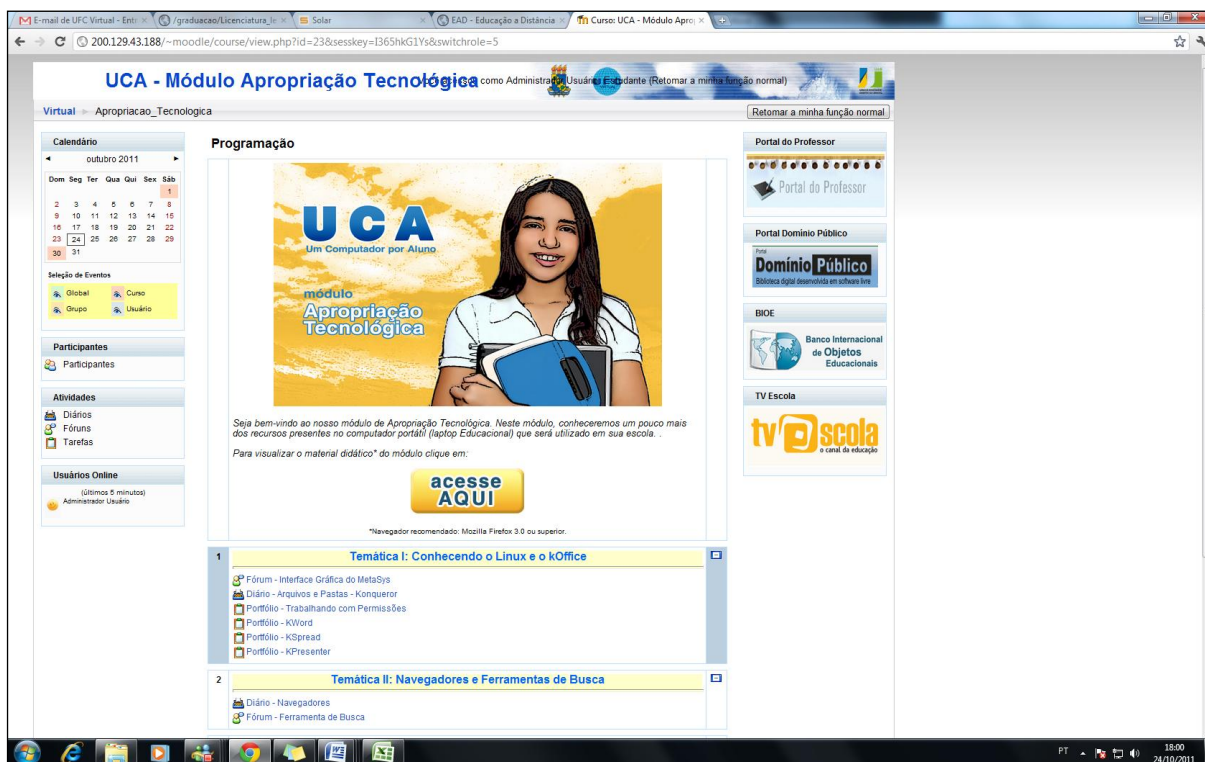 E-mail de UFC Virtual - Entr
/graduacao/Licenciatura_le
Solar
EAD - Educação a Distância
Curso: UCA - Módulo Apro
200.129.43.188/~moodle/course/view.php?id=23&sesskey=I365hkG1Ys&switchrole=5
UCA - Módulo Apropriação Tecnológica
como Administrador Usuário Estudante (Retomar a minha função normal)
Virtual ► Apropriacao_Tecnologica
Retomar a minha função normal
Calendário
◄ outubro 2011 ►
Dom Seg Ter Qua Qui Sex Sáb
1
2 3 4 5 6 7 8
9 10 11 12 13 14 15
16 17 18 19 20 21 22
23 24 25 26 27 28 29
30 31
Seleção de Eventos
Global Curso
Grupo Usuário
Participantes
Participantes
Atividades
Diários
Fóruns
Tarefas
Usuários Online
(últimos 5 minutos)
Administrador Usuário
Programação
UCA
Um Computador por Aluno
módulo
Apropriação
Tecnológica
Seja bem-vindo ao nosso módulo de Apropriação Tecnológica. Neste módulo, conheceremos um pouco mais
dos recursos presentes no computador portátil (laptop Educacional) que será utilizado em sua escola. .
Para visualizar o material didático* do módulo clique em:
acesse
AQUI
*Navegador recomendado: Mozilla Firefox 3.0 ou superior.
1 Temática I: Conhecendo o Linux e o kOffice
Fórum - Interface Gráfica do MetaSys
Diário - Arquivos e Pastas - Konqueror
Portfólio - Trabalhando com Permissões
Portfólio - KWord
Portfólio - KSpread
Portfólio - KPresenter
2 Temática II: Navegadores e Ferramentas de Busca
Diário - Navegadores
Fórum - Ferramenta de Busca
Portal do Professor
Portal do Professor
Portal Domínio Público
Portal
Domínio Público
Biblioteca digital desenvolvida em software livre
BIOE
Banco Internacional
de Objetos
Educacionais
TV Escola
tv escola
o canal da educação
PT
18:00
24/10/2011